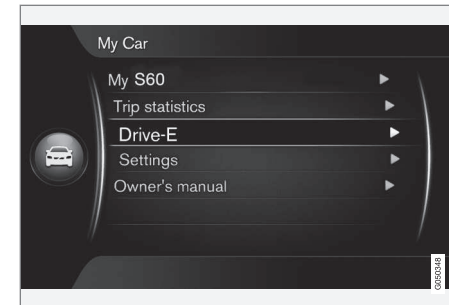 My Car
My S60
Trip statistics
Drive-E
Settings
Owner's manual
G050348